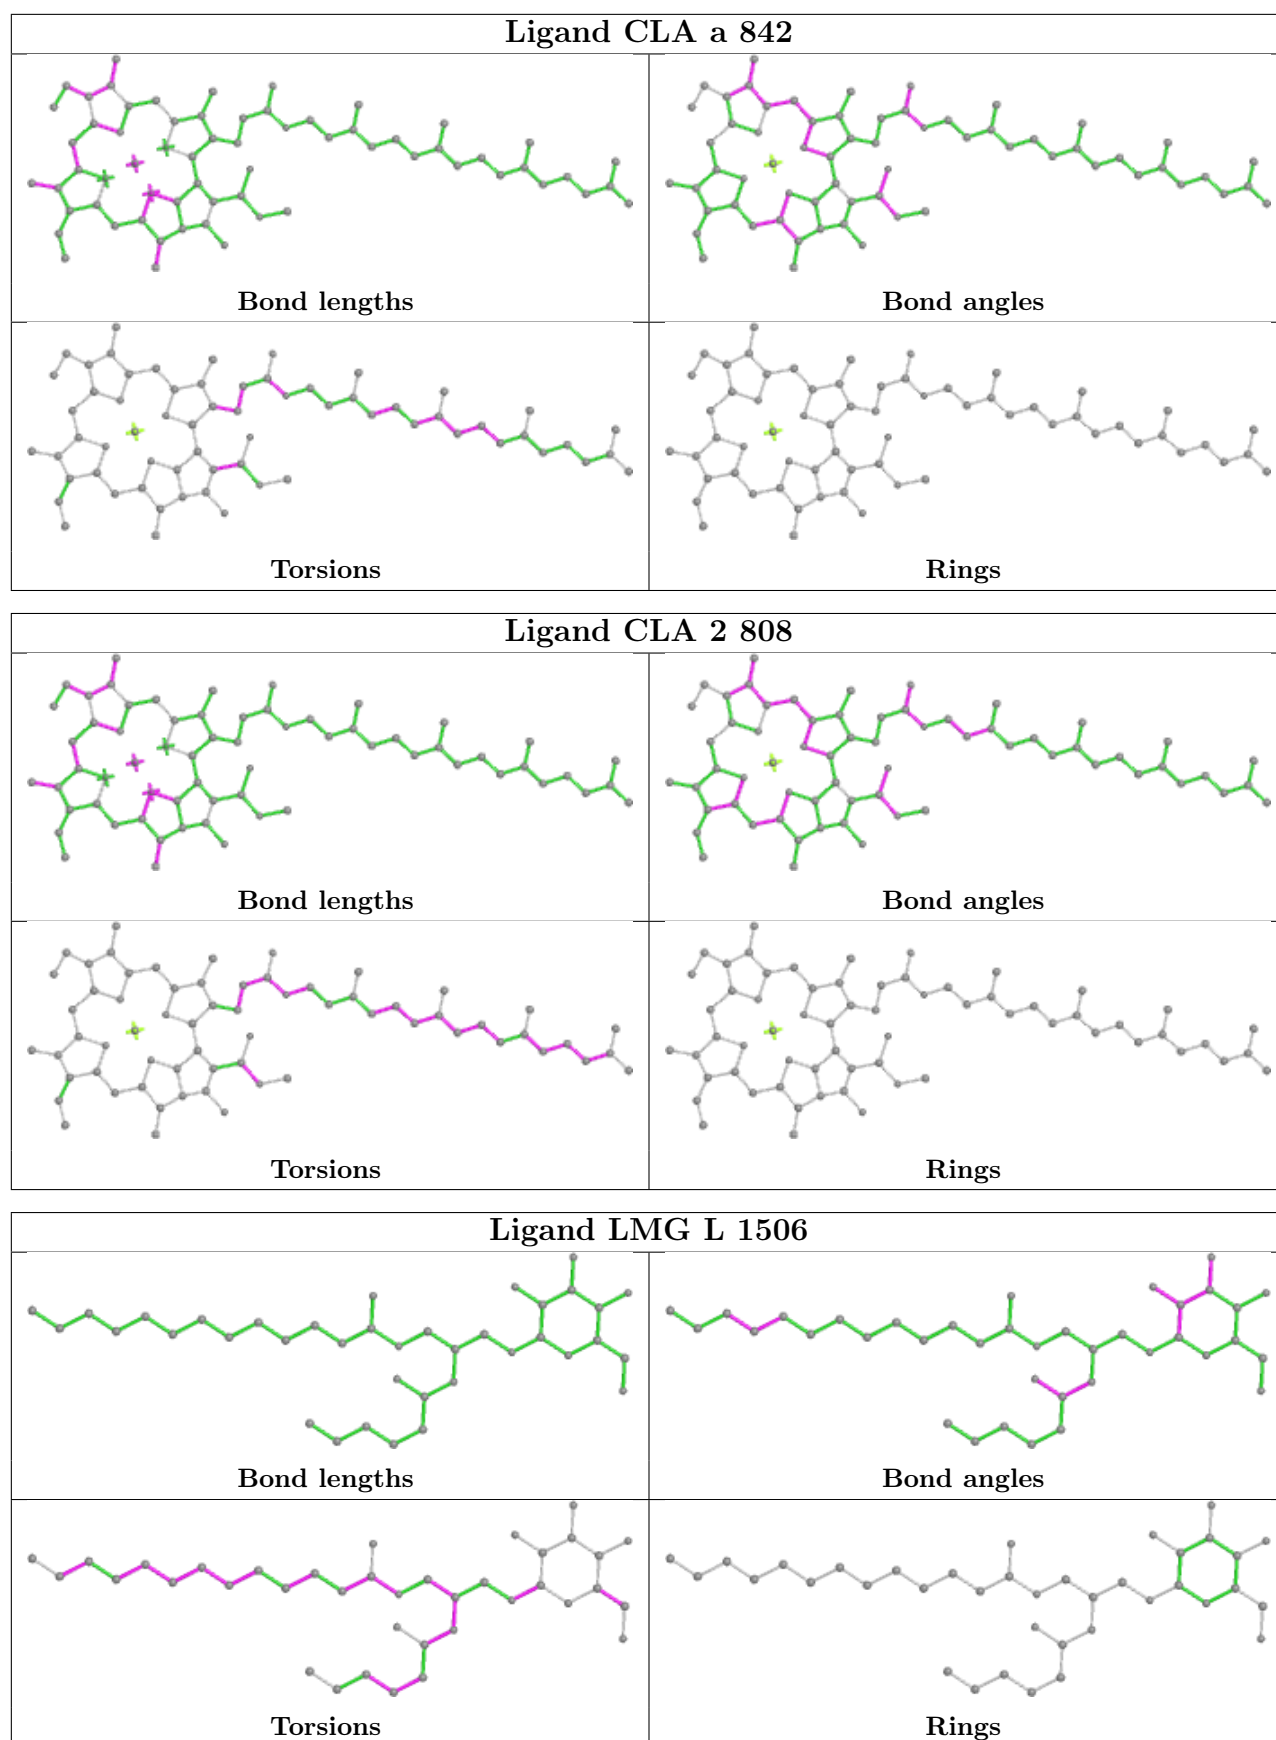 Ligand CLA a 842
Bond lengths
Bond angles
Torsions
Rings
Ligand CLA 2 808
Bond lengths
Bond angles
Torsions
Rings
Ligand LMG L 1506
Bond lengths
Bond angles
Torsions
Rings